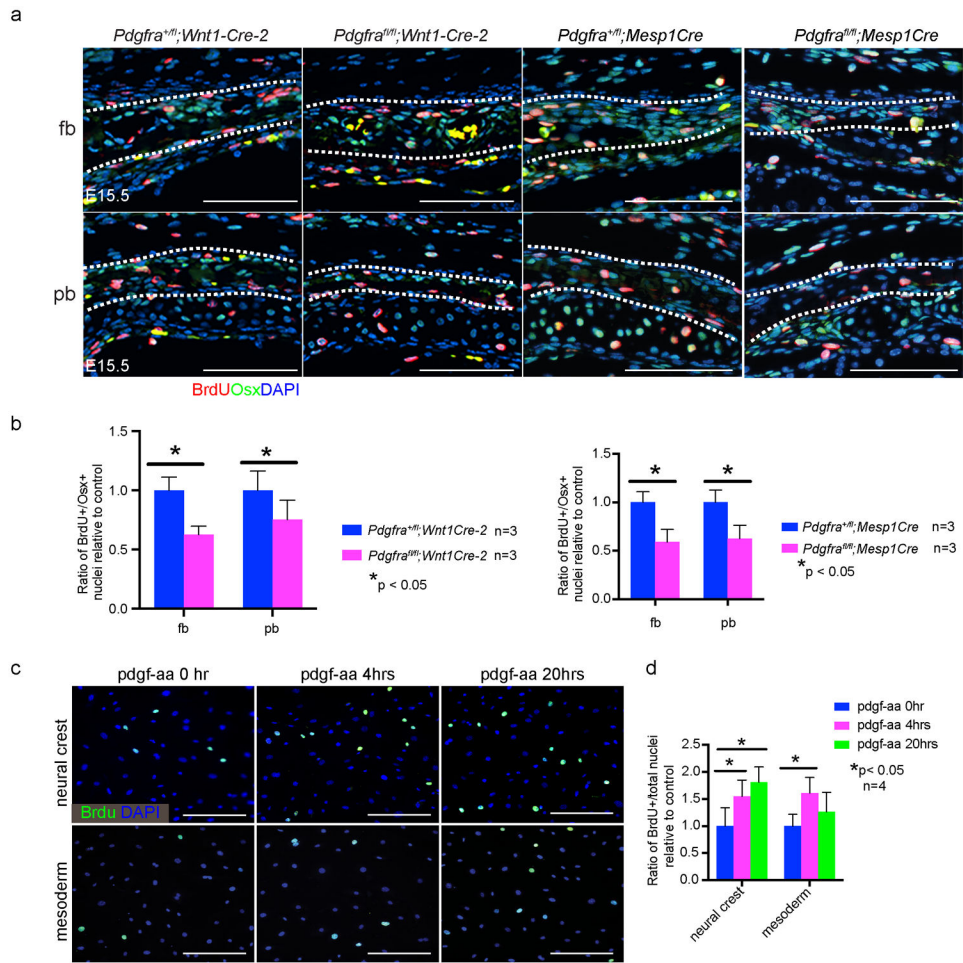 a
Pdgfra+/fl;Wnt1-Cre-2
Pdgfrafl/fl;Wnt1-Cre-2
Pdgfra+/fl;Mesp1Cre
Pdgfrafl/fl;Mesp1Cre
fb
E15.5
pb
E15.5
BrdUOsxDAPI
b
Ratio of BrdU+/Osx+
nuclei relative to control
1.5
1.0
0.5
0.0
*
*
fb
pb
Pdgfra+/fl;Wnt1Cre-2 n=3
Pdgfrafl/fl;Wnt1Cre-2 n=3
*p < 0.05
Ratio of BrdU+/Osx+
nuclei relative to control
1.5
1.0
0.5
0.0
*
*
fb
pb
Pdgfra+/fl;Mesp1Cre n=3
Pdgfrafl/fl;Mesp1Cre n=3
*p < 0.05
c
pdgf-aa 0 hr
pdgf-aa 4hrs
pdgf-aa 20hrs
neural crest
Brdu DAPI
mesoderm
d
pdgf-aa 0hr
pdgf-aa 4hrs
pdgf-aa 20hrs
*p< 0.05
n=4
Ratio of BrdU+/total nuclei
relative to control
2.5
2.0
1.5
1.0
0.5
0.0
*
*
*
neural crest
mesoderm